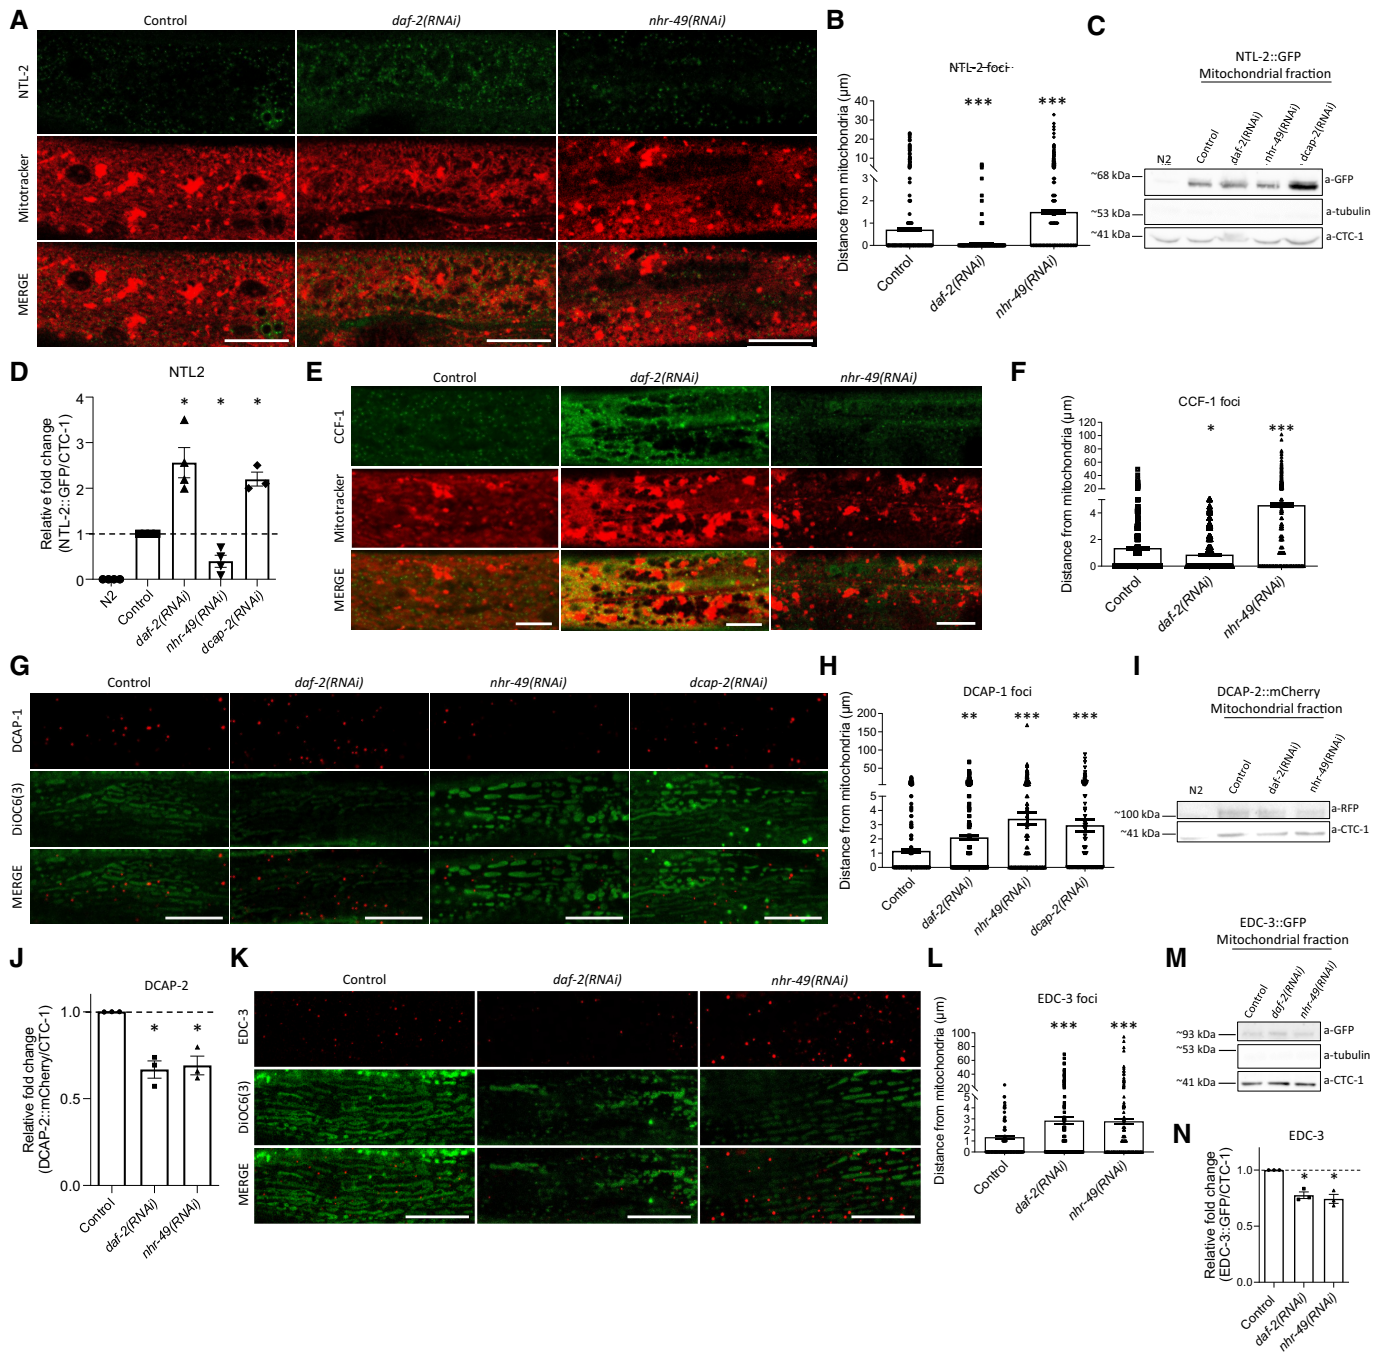 A
Control
daf-2(RNAi)
nhr-49(RNAi)
NTL-2
Mitotracker
MERGE
B
NTL-2 foci
Distance from mitochondria (µm)
40
30
20
10
3
2
1
0
***
***
Control
daf-2(RNAi)
nhr-49(RNAi)
C
NTL-2::GFP
Mitochondrial fraction
N2
Control
daf-2(RNAi)
nhr-49(RNAi)
dcap-2(RNAi)
~68 kDa
a-GFP
~53 kDa
a-tubulin
~41 kDa
a-CTC-1
D
NTL2
Relative fold change
(NTL-2::GFP/CTC-1)
4
3
2
1
0
*
*
*
N2
Control
daf-2(RNAi)
nhr-49(RNAi)
dcap-2(RNAi)
E
Control
daf-2(RNAi)
nhr-49(RNAi)
CCF-1
Mitotracker
MERGE
F
CCF-1 foci
Distance from mitochondria (µm)
120
100
80
60
40
20
4
2
0
*
***
Control
daf-2(RNAi)
nhr-49(RNAi)
G
Control
daf-2(RNAi)
nhr-49(RNAi)
dcap-2(RNAi)
DCAP-1
DiOC6(3)
MERGE
H
DCAP-1 foci
Distance from mitochondria (µm)
200
150
100
50
5
4
3
2
1
0
**
***
***
Control
daf-2(RNAi)
nhr-49(RNAi)
dcap-2(RNAi)
I
DCAP-2::mCherry
Mitochondrial fraction
N2
Control
daf-2(RNAi)
nhr-49(RNAi)
~100 kDa
a-RFP
~41 kDa
a-CTC-1
J
DCAP-2
Relative fold change
(DCAP-2::mCherry/CTC-1)
1.0
0.5
0.0
*
*
Control
daf-2(RNAi)
nhr-49(RNAi)
K
Control
daf-2(RNAi)
nhr-49(RNAi)
EDC-3
DiOC6(3)
MERGE
L
EDC-3 foci
Distance from mitochondria (µm)
100
80
60
40
20
5
4
3
2
1
0
***
***
Control
daf-2(RNAi)
nhr-49(RNAi)
M
EDC-3::GFP
Mitochondrial fraction
Control
daf-2(RNAi)
nhr-49(RNAi)
~93 kDa
a-GFP
~53 kDa
a-tubulin
~41 kDa
a-CTC-1
N
EDC-3
Relative fold change
(EDC-3::GFP/CTC-1)
1.0
0.5
0.0
*
*
Control
daf-2(RNAi)
nhr-49(RNAi)